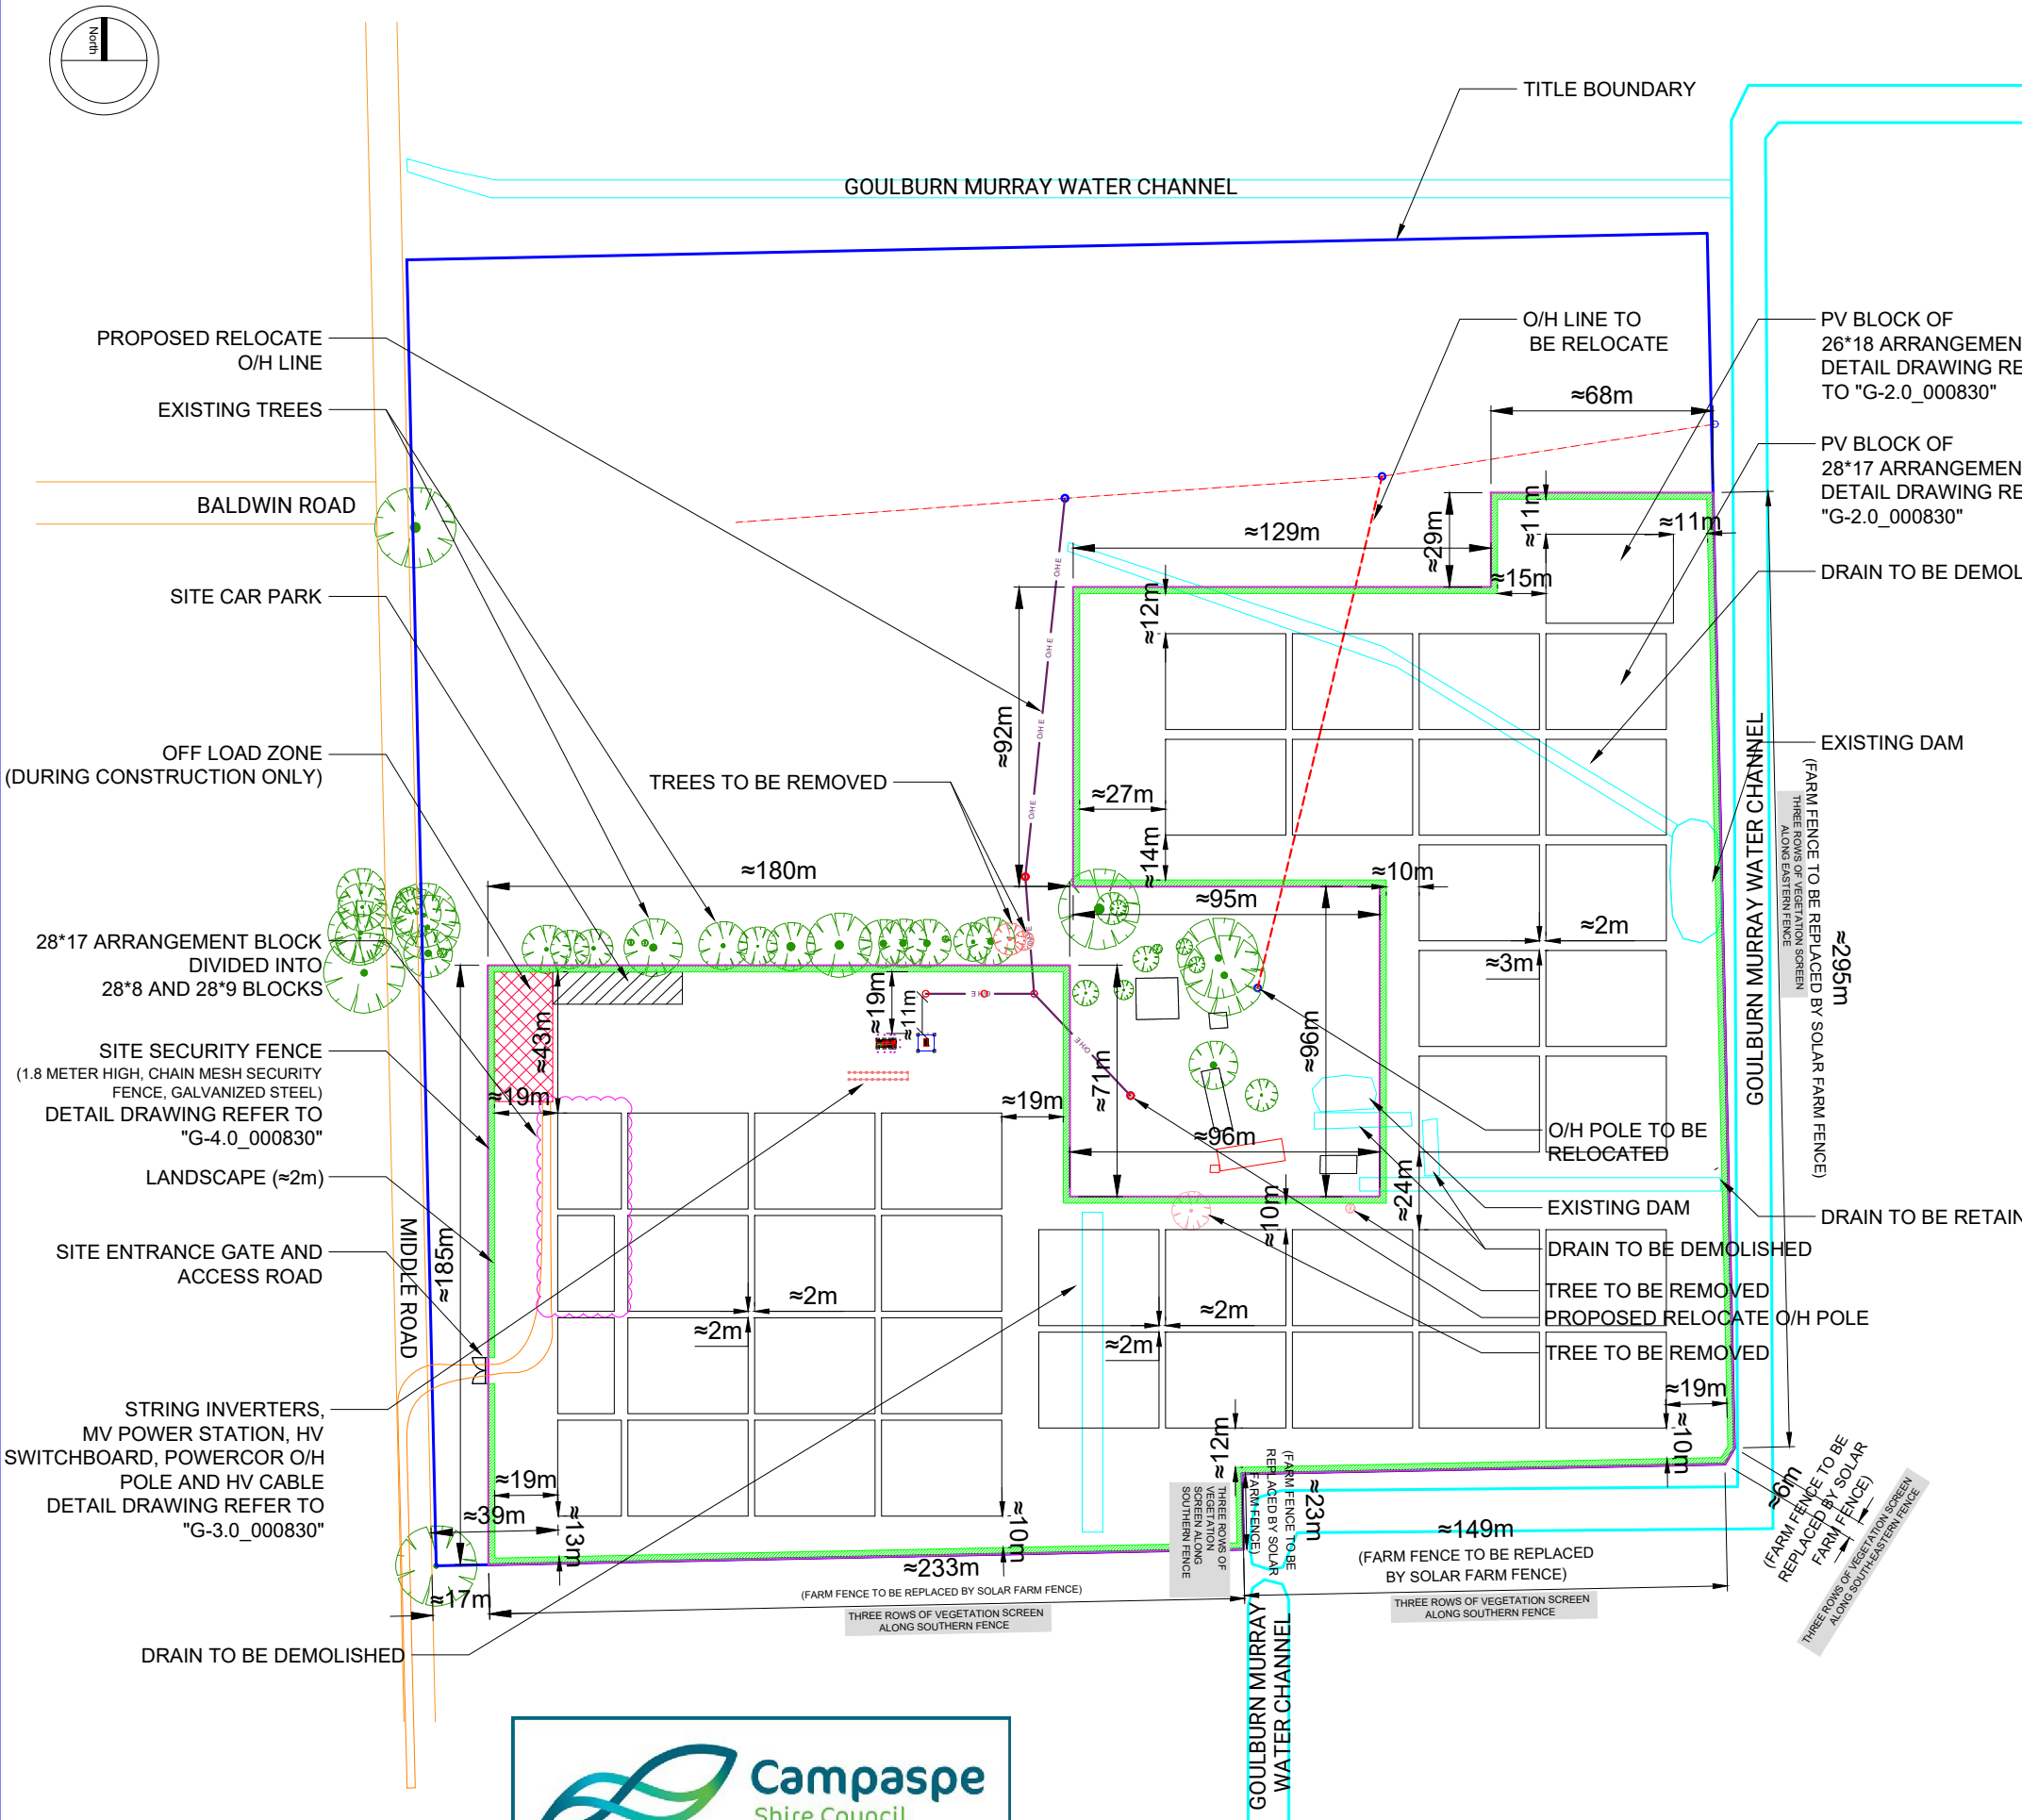 North
TITLE BOUNDARY
GOULBURN MURRAY WATER CHANNEL
PROPOSED RELOCATE
O/H LINE
O/H LINE TO
BE RELOCATE
PV BLOCK OF
26*18 ARRANGEMEN
DETAIL DRAWING RE
TO "G-2.0_000830"
EXISTING TREES
≈68m
PV BLOCK OF
28*17 ARRANGEMEN
DETAIL DRAWING RE
"G-2.0_000830"
BALDWIN ROAD
≈129m
≈29m
≈11m
≈11m
≈15m
DRAIN TO BE DEMOL
SITE CAR PARK
≈12m
O/H E
O/H E
O/H E
O/H E
≈92m
OFF LOAD ZONE
(DURING CONSTRUCTION ONLY)
TREES TO BE REMOVED
EXISTING DAM
≈27m
≈14m
GOULBURN MURRAY WATER CHANNEL
(FARM FENCE TO BE REPLACED BY SOLAR FARM FENCE)
THREE ROWS OF VEGETATION SCREEN
ALONG EASTERN FENCE
≈295m
≈180m
≈10m
≈95m
28*17 ARRANGEMENT BLOCK
DIVIDED INTO
28*8 AND 28*9 BLOCKS
≈2m
≈3m
≈19m
≈11m
≈43m
≈96m
≈71m
SITE SECURITY FENCE
(1.8 METER HIGH, CHAIN MESH SECURITY
FENCE, GALVANIZED STEEL)
DETAIL DRAWING REFER TO
"G-4.0_000830"
≈19m
≈19m
O/H E
≈96m
O/H POLE TO BE
RELOCATED
LANDSCAPE (≈2m)
≈24m
≈10m
EXISTING DAM
DRAIN TO BE RETAIN
MIDDLE ROAD
≈185m
SITE ENTRANCE GATE AND
ACCESS ROAD
DRAIN TO BE DEMOLISHED
TREE TO BE REMOVED
≈2m
≈2m
≈2m
≈2m
PROPOSED RELOCATE O/H POLE
TREE TO BE REMOVED
STRING INVERTERS,
MV POWER STATION, HV
SWITCHBOARD, POWERCOR O/H
POLE AND HV CABLE
DETAIL DRAWING REFER TO
"G-3.0_000830"
≈19m
≈10m
≈12m
≈19m
≈39m
≈13m
≈10m
THREE ROWS OF
VEGETATION
SCREEN ALONG
SOUTHERN FENCE
(FARM FENCE TO BE
REPLACED BY SOLAR
FARM FENCE)
≈23m
≈6m
(FARM FENCE TO BE
REPLACED BY SOLAR
FARM FENCE)
THREE ROWS OF VEGETATION SCREEN
ALONG SOUTH-EASTERN FENCE
≈149m
(FARM FENCE TO BE REPLACED
BY SOLAR FARM FENCE)
THREE ROWS OF VEGETATION SCREEN
ALONG SOUTHERN FENCE
≈233m
(FARM FENCE TO BE REPLACED BY SOLAR FARM FENCE)
THREE ROWS OF VEGETATION SCREEN
ALONG SOUTHERN FENCE
≈17m
DRAIN TO BE DEMOLISHED
GOULBURN MURRAY
WATER CHANNEL
Campaspe
Shire Council